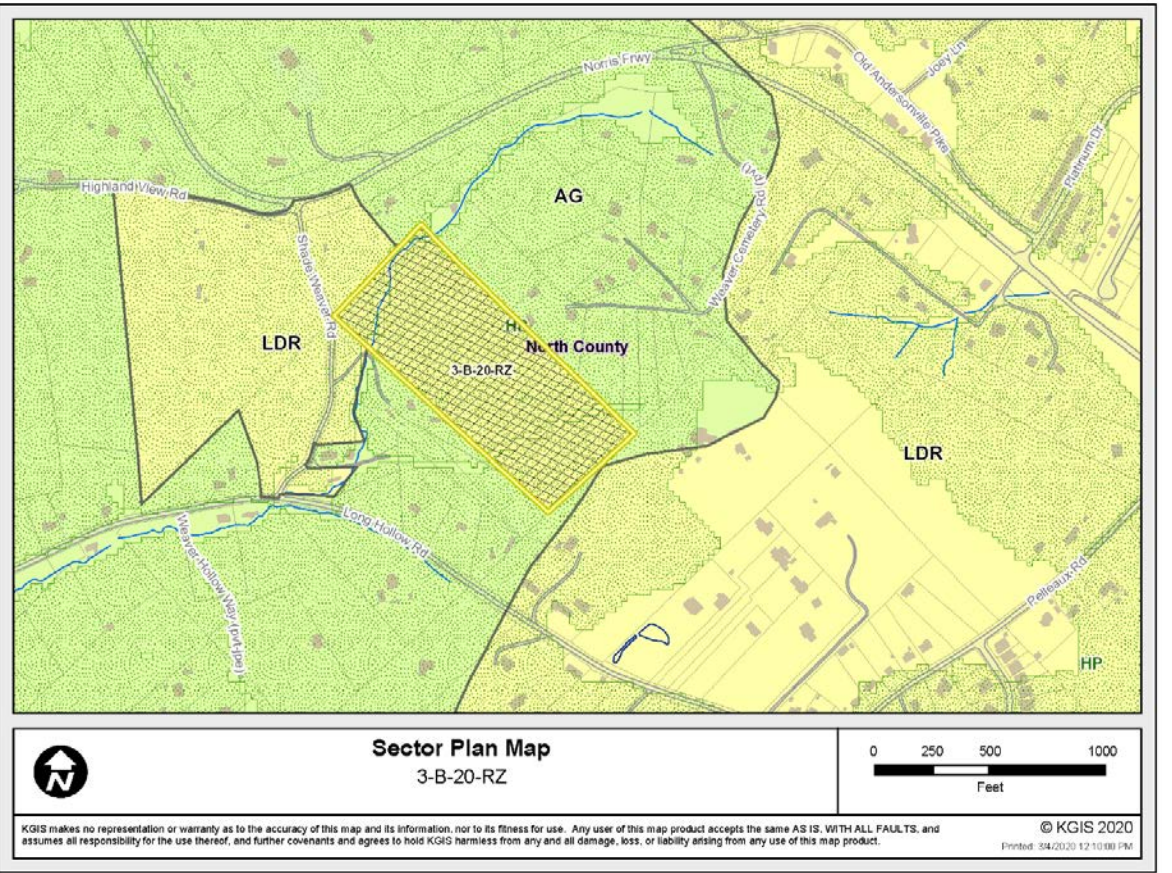 Norris Frwy
Old Andersonville Pike
Joey Ln
Platinum Dr
Highland View Rd
AG
Weaver Cemetery Rd (pvt)
Shade Weaver Rd
LDR
North County
3-B-20-RZ
LDR
Long Hollow Rd
Weaver Hollow Way (pvt/pd)
Pelleaux Rd
HP
N
Sector Plan Map
3-B-20-RZ
0 250 500 1000
Feet
KGIS makes no representation or warranty as to the accuracy of this map and its information, nor to its fitness for use. Any user of this map product accepts the same AS IS, WITH ALL FAULTS, and
assumes all responsibility for the use thereof, and further covenants and agrees to hold KGIS harmless from any and all damage, loss, or liability arising from any use of this map product.
© KGIS 2020
Printed: 3/4/2020 12:10:00 PM